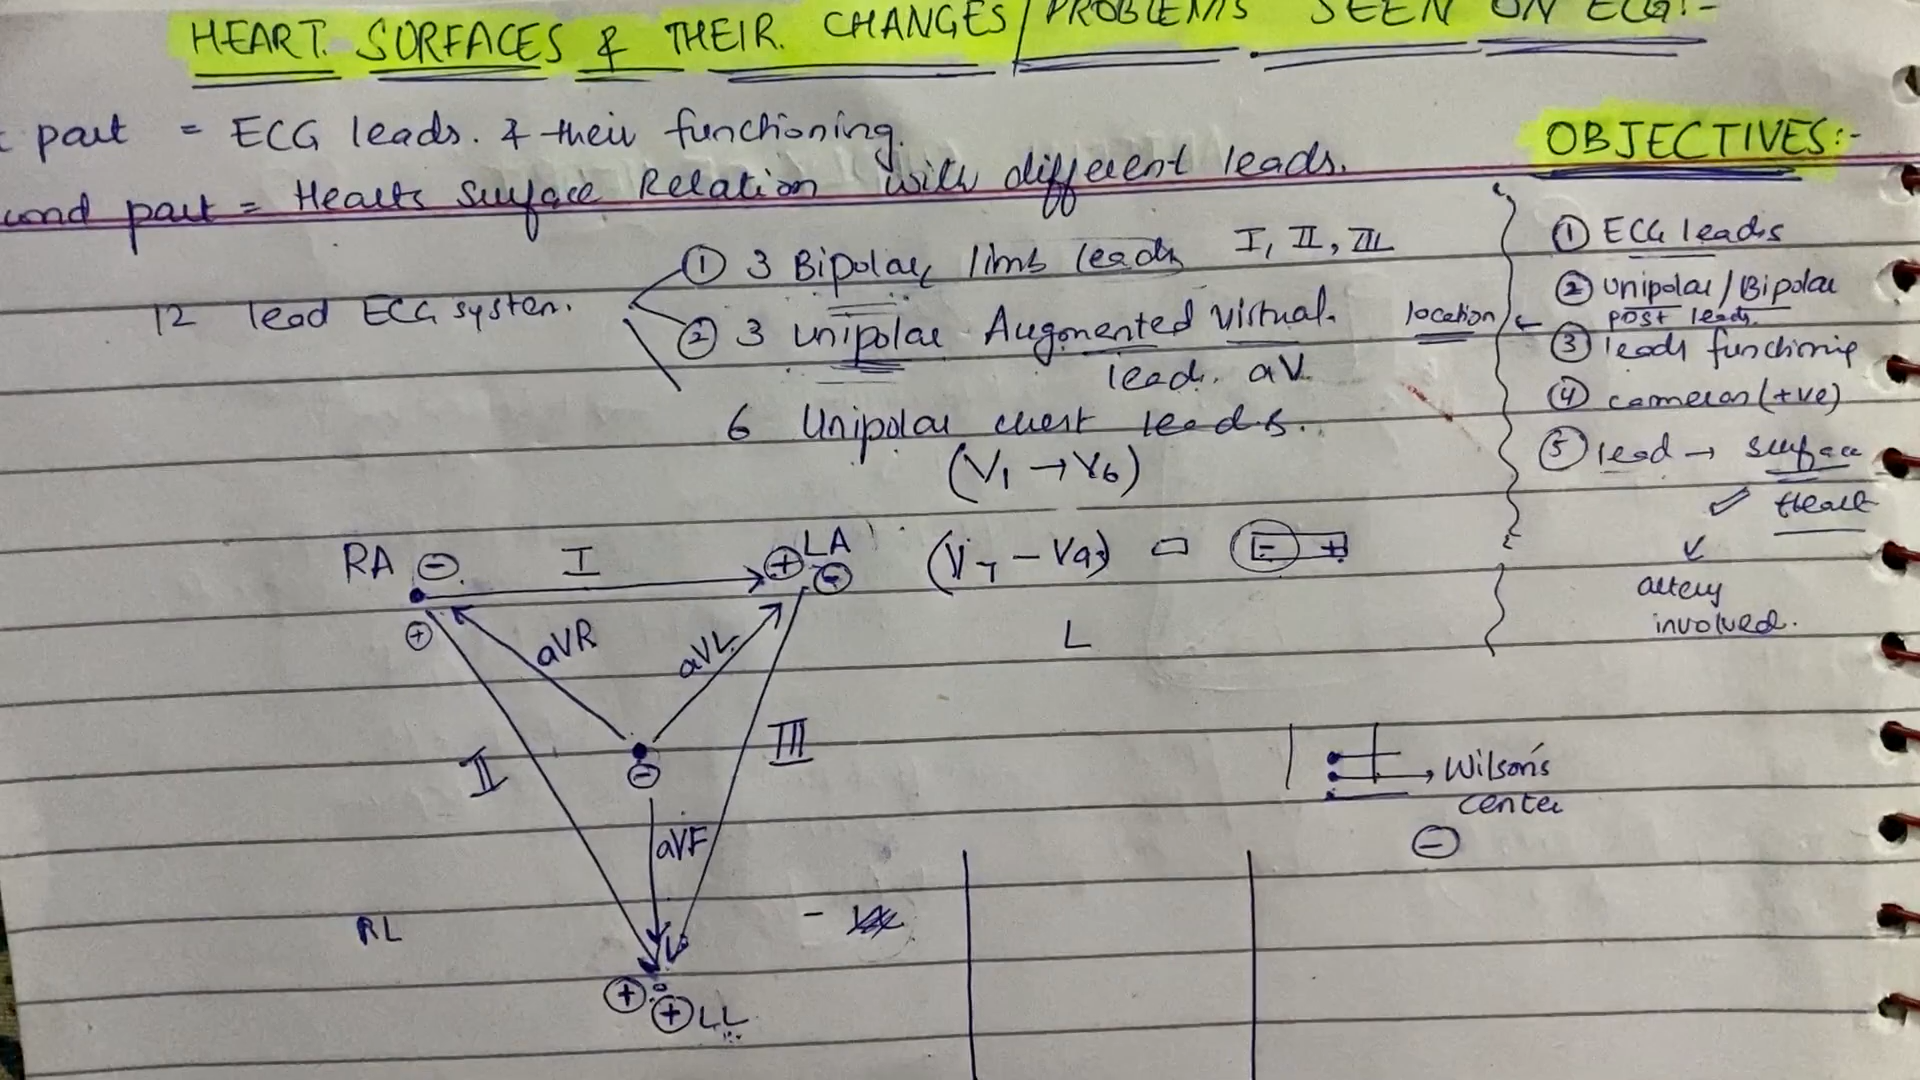 HEART SURFACES & THEIR CHANGES/PROBLEMS SEEN ON ECG:-
part = ECG leads. & their functioning.
part = Hearts Surface Relation with different leads.
12 lead ECG system.
① 3 Bipolar limb leads I, II, III
② 3 unipolar Augmented virtual.
lead. aV
6 Unipolar chest leads.
(V1 → V6)
(V7 - V9)
- +
L
OBJECTIVES:-
① ECG leads
② Unipolar/Bipolar
post leads.
location ←
③ leads functioning
④ cameras (+ve)
⑤ lead → surface
Heart
artery
involved.
RA - I + LA
-
+
aVR aVL
II III
-
aVF
RL
+
+ LL
→ Wilson's
center
-